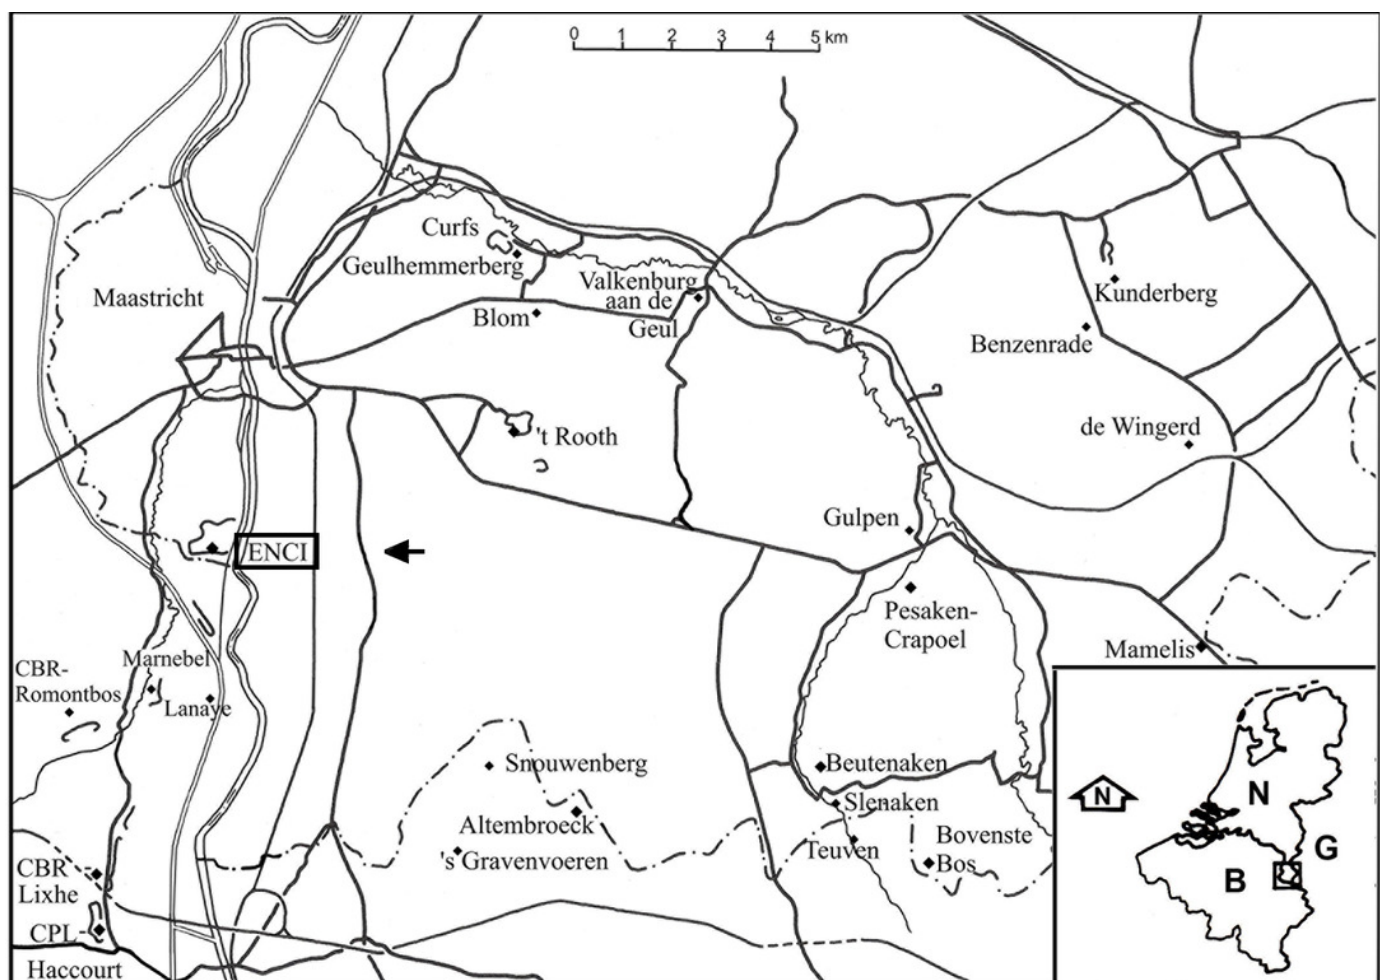 0 1 2 3 4 5 km
Curfs
Geulhemmerberg
Maastricht
Valkenburg
aan de
Geul
Blom
Kunderberg
Benzenrade
't Rooth
de Wingerd
ENCI
Gulpen
Pesaken-
Crapoel
Mamelis
Marnebel
CBR-
Romontbos
Lanaye
Snouwenberg
Beutenaken
Slenaken
Altembroeck
's Gravenvoeren
Teuven
Bovenste
Bos
CBR
Lixhe
CPL
Haccourt
N
N
G
B